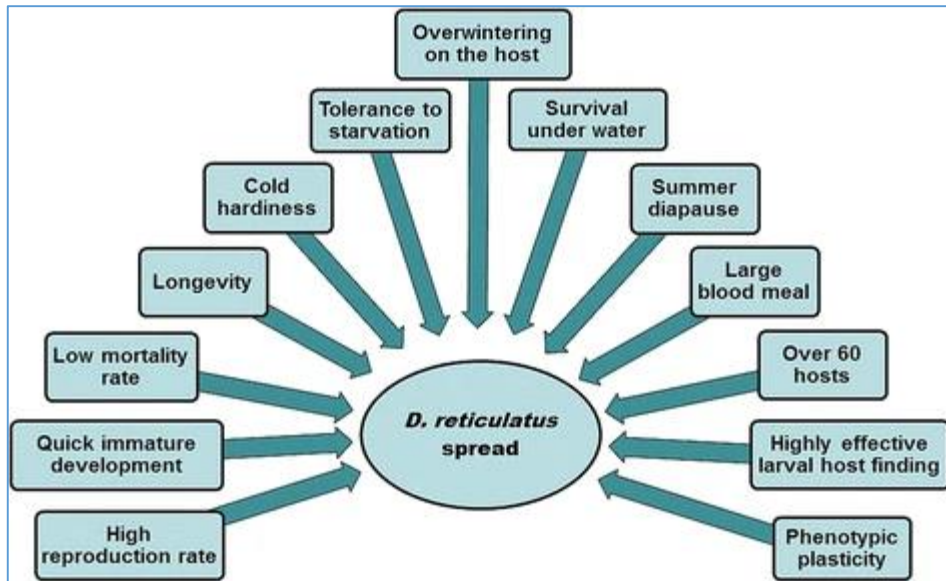 Overwintering
on the host
Tolerance to
starvation
Survival
under water
Cold
hardiness
Summer
diapause
Longevity
Large
blood meal
Low mortality
rate
Over 60
hosts
D. reticulatus
spread
Quick immature
development
Highly effective
larval host finding
High
reproduction rate
Phenotypic
plasticity